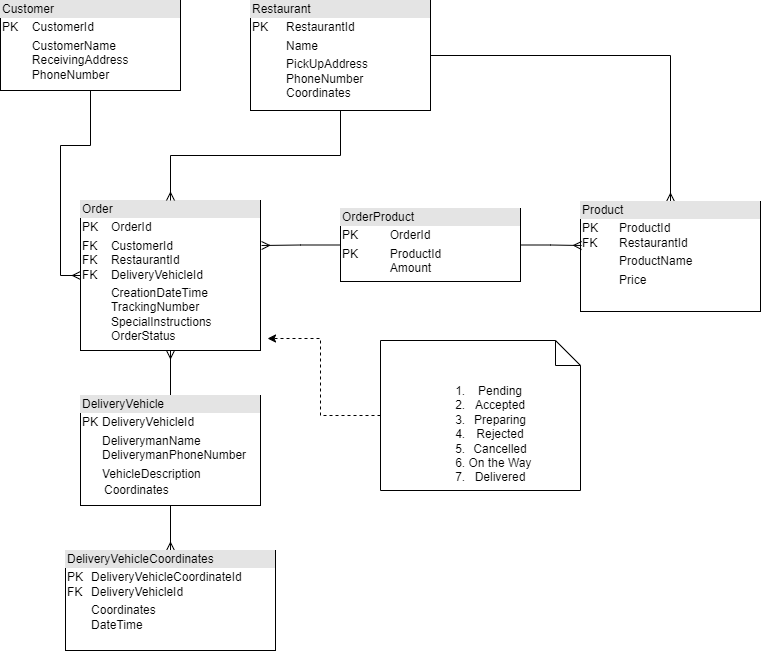 Customer
PK CustomerId
CustomerName
ReceivingAddress
PhoneNumber
Restaurant
PK RestaurantId
Name
PickUpAddress
PhoneNumber
Coordinates
Order
PK OrderId
FK CustomerId
FK RestaurantId
FK DeliveryVehicleId
CreationDateTime
TrackingNumber
SpecialInstructions
OrderStatus
OrderProduct
PK OrderId
PK ProductId
Amount
Product
PK ProductId
FK RestaurantId
ProductName
Price
1. Pending
2. Accepted
3. Preparing
4. Rejected
5. Cancelled
6. On the Way
7. Delivered
DeliveryVehicle
PK DeliveryVehicleId
DeliverymanName
DeliverymanPhoneNumber
VehicleDescription
Coordinates
DeliveryVehicleCoordinates
PK DeliveryVehicleCoordinateId
FK DeliveryVehicleId
Coordinates
DateTime